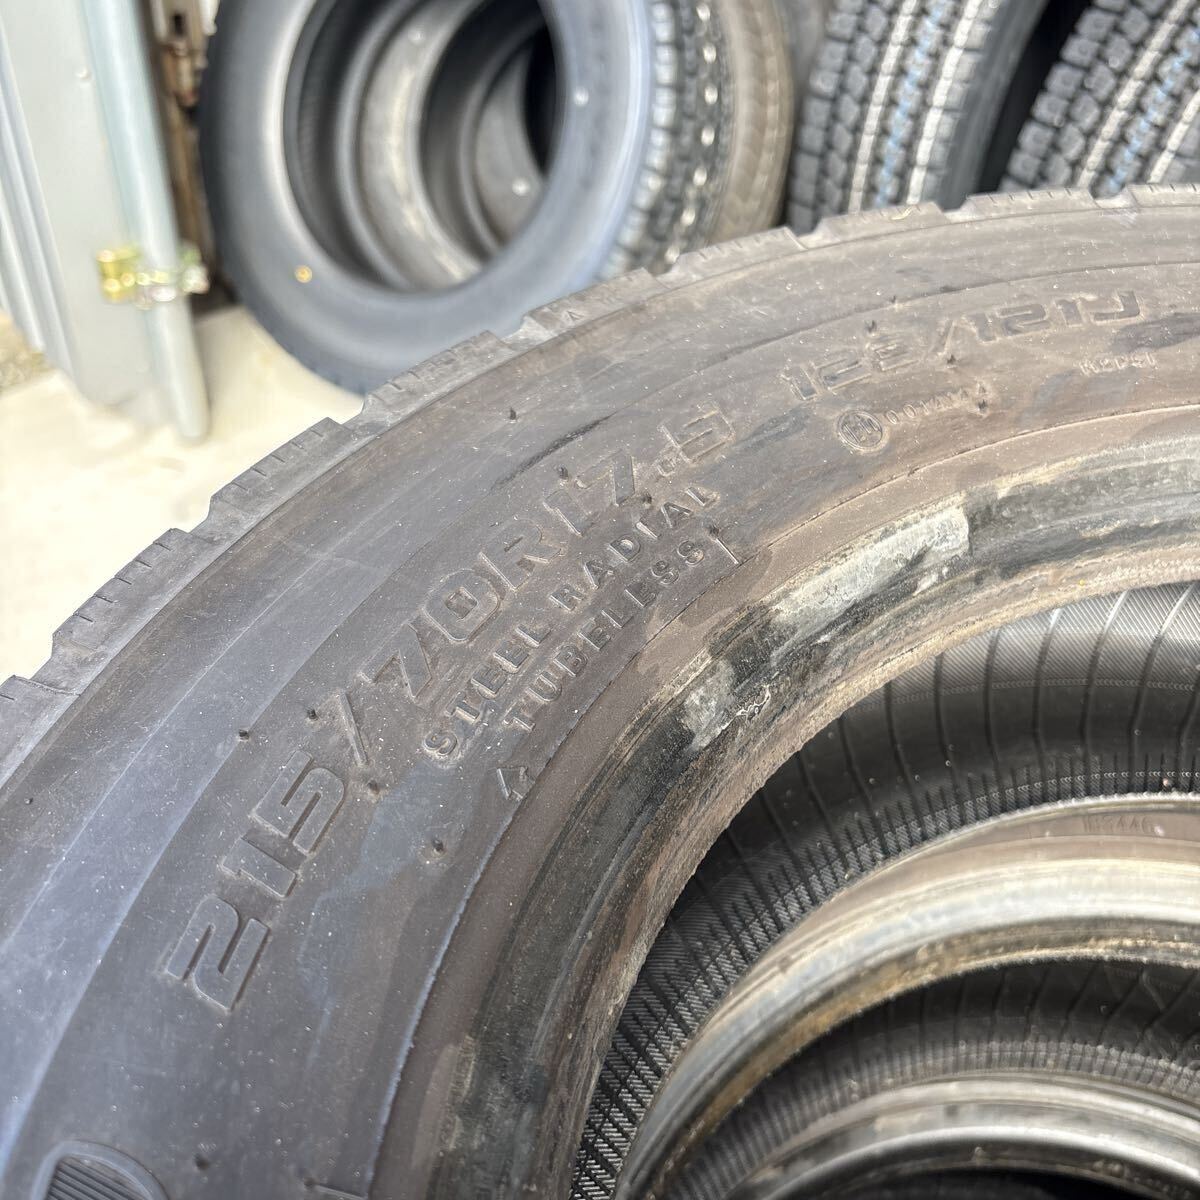 215/70R17.5 123/121J
STEEL RADIAL
TUBELESS